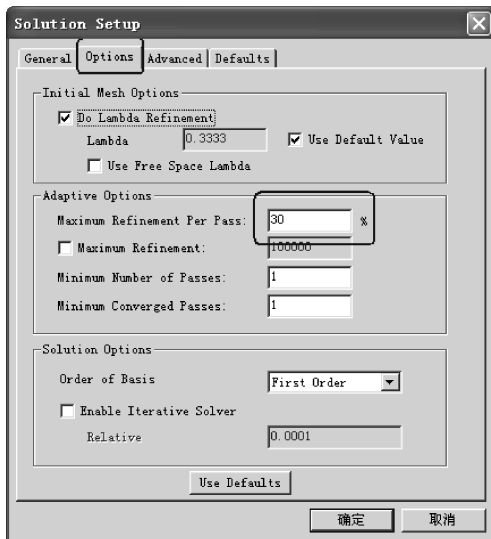 Solution Setup
General Options Advanced Defaults
Initial Mesh Options
Do Lambda Refinement
Lambda 0.3333 Use Default Value
Use Free Space Lambda
Adaptive Options
Maximum Refinement Per Pass: 30 %
Maximum Refinement: 100000
Minimum Number of Passes: 1
Minimum Converged Passes: 1
Solution Options
Order of Basis First Order
Enable Iterative Solver
Relative 0.0001
Use Defaults
确定 取消